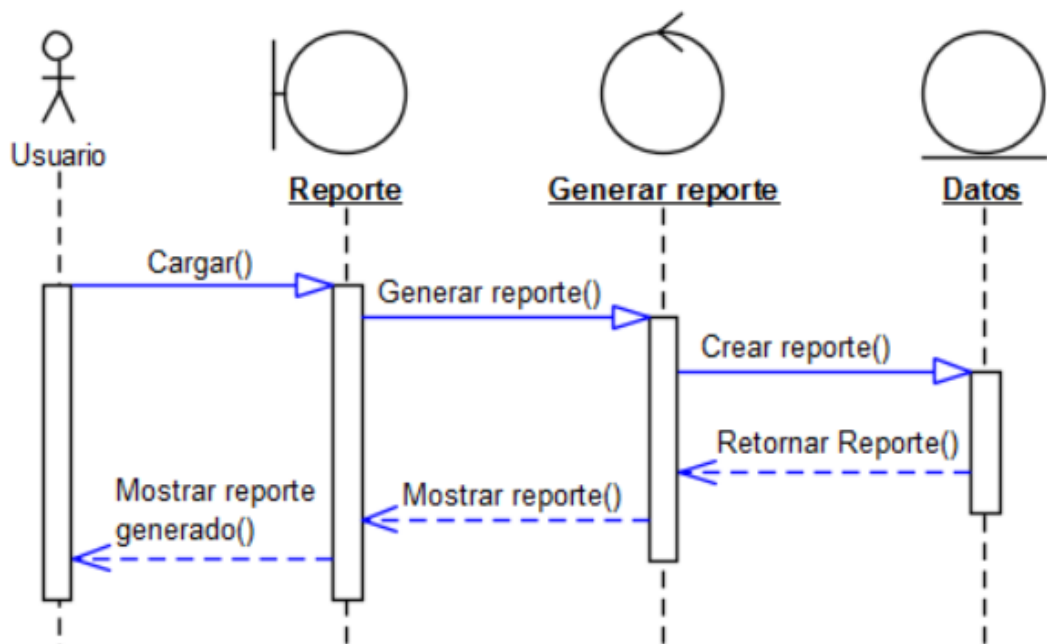 Usuario
Reporte
Generar reporte
Datos
Cargar()
Generar reporte()
Crear reporte()
Retornar Reporte()
Mostrar reporte()
Mostrar reporte
generado()